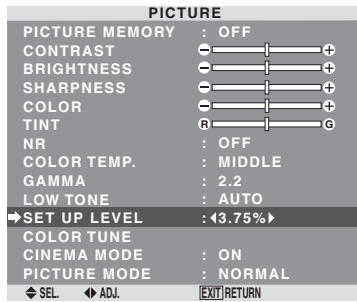 PICTURE
PICTURE MEMORY : OFF
CONTRAST
BRIGHTNESS
SHARPNESS
COLOR
TINT R G
NR : OFF
COLOR TEMP. : MIDDLE
GAMMA : 2.2
LOW TONE : AUTO
SET UP LEVEL : 3.75%
COLOR TUNE
CINEMA MODE : ON
PICTURE MODE : NORMAL
SEL. ADJ. EXIT RETURN